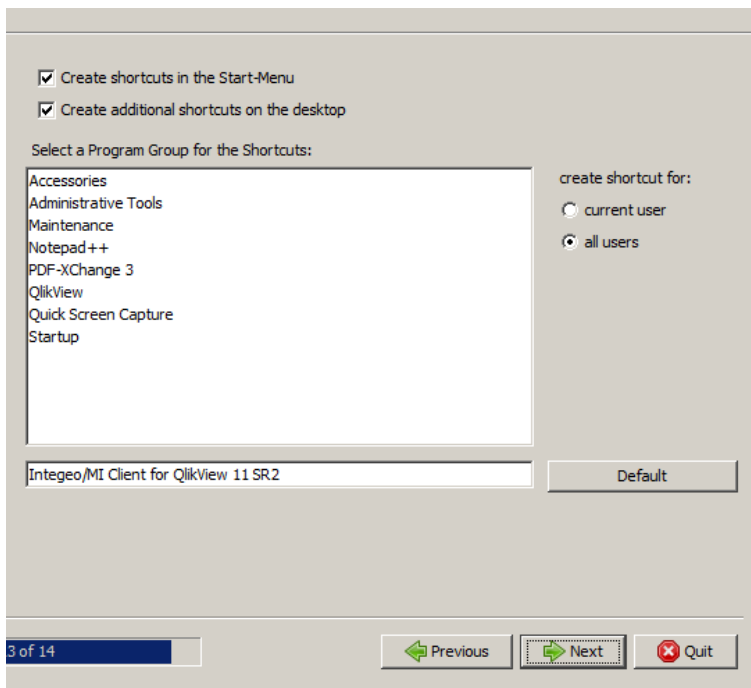 Create shortcuts in the Start-Menu
Create additional shortcuts on the desktop
Select a Program Group for the Shortcuts:
Accessories
Administrative Tools
Maintenance
Notepad++
PDF-XChange 3
QlikView
Quick Screen Capture
Startup
create shortcut for:
current user
all users
Integeo/MI Client for QlikView 11 SR2
Default
3 of 14
Previous
Next
Quit